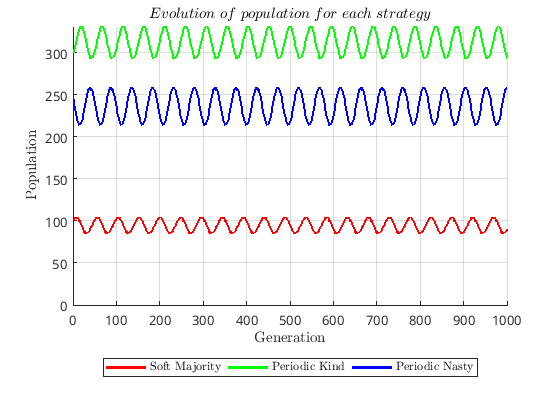 Evolution of population for each strategy
300
250
200
150
100
50
0
Population
0 100 200 300 400 500 600 700 800 900 1000
Generation
Soft Majority Periodic Kind Periodic Nasty